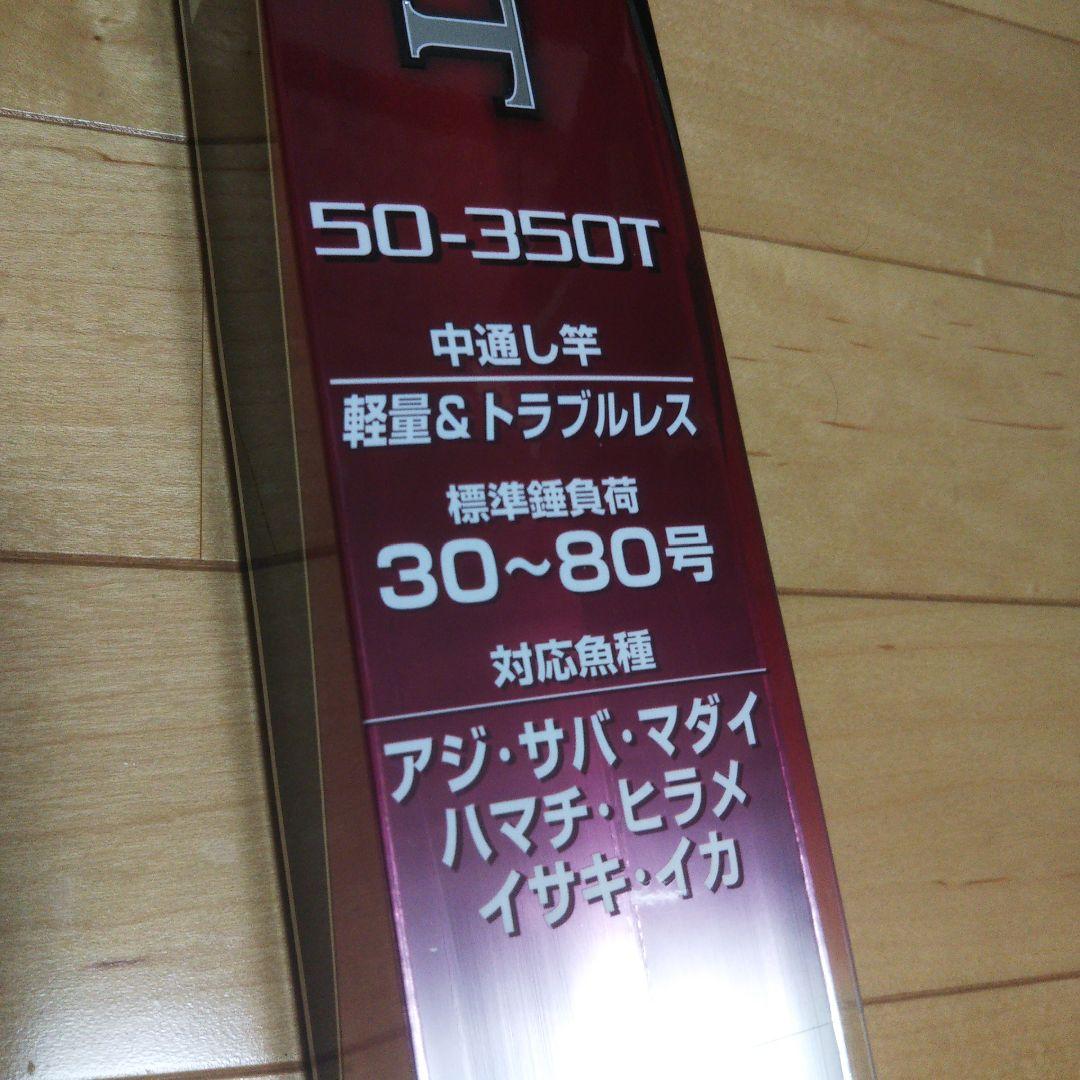 50-350T
中通し竿
軽量&トラブルレス
標準錘負荷
30~80号
対応魚種
アジ・サバ・マダイ
ハマチ・ヒラメ
イサキ・イカ